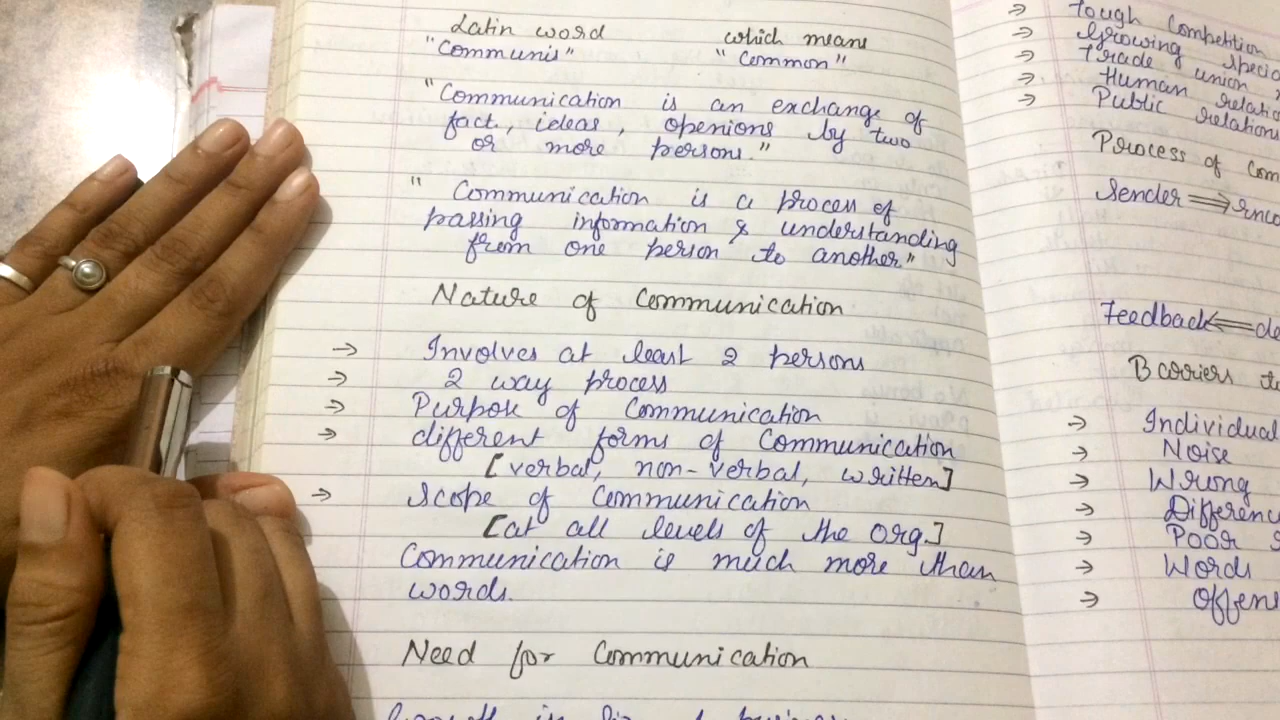 Latin word which means
"Communis" "Common"
"Communication is an exchange of
fact, ideas, openions by two
or more persons."
" Communication is a process of
passing information & understanding
from one person to another"
Nature of Communication
→ Involves at least 2 persons
→ 2 way process
→ Purpose of Communication
→ different forms of Communication
[verbal, non-verbal, written]
→ Scope of Communication
[at all levels of the org.]
Communication is much more than
words.
Need for Communication
→ Tough Competition
→ Growing
→ Trade union
→ Human
→ Public
Process of
Sender ⇒
Feedback ⇐
Barriers
→ Individual
→ Noise
→ Wrong
→
→ Poor
→ Words
→